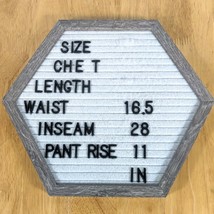 SIZE
CHE T
LENGTH
WAIST 16.5
INSEAM 28
PANT RISE 11
IN